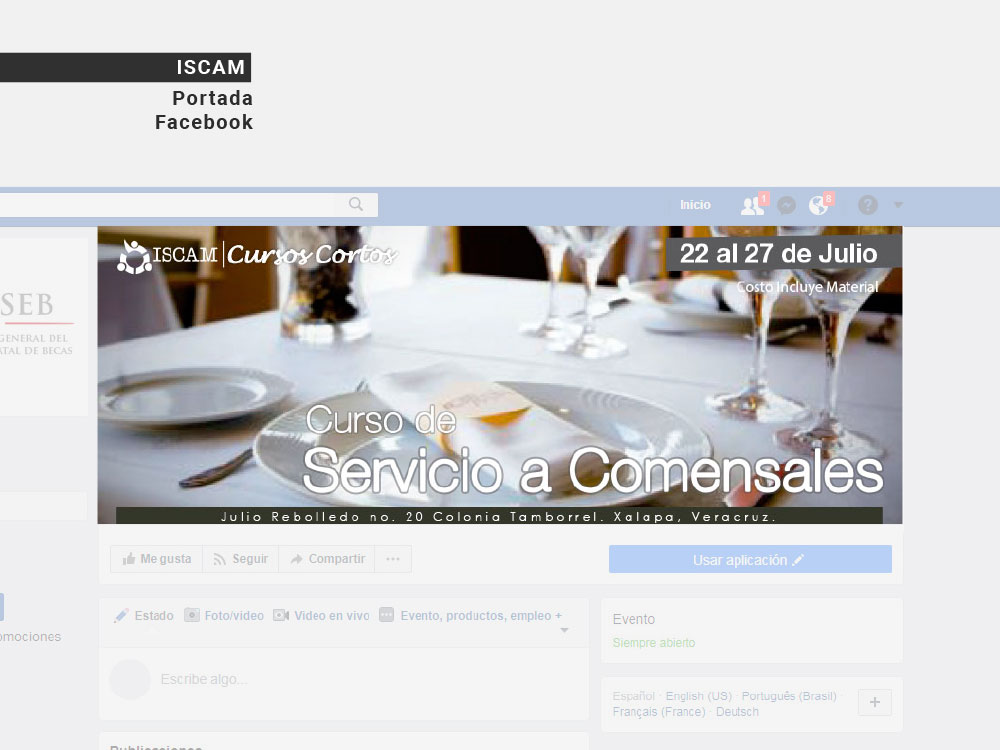 ISCAM
Portada
Facebook
Inicio
1
8
?
ISCAM | Cursos Cortos
22 al 27 de Julio
Costo Incluye Material
SEB
GENERAL DEL
TAL DE BECAS
Curso de
Servicio a Comensales
Julio Rebolledo no. 20 Colonia Tamborrel. Xalapa, Veracruz.
Me gusta
Seguir
Compartir
...
Usar aplicación
Estado
Foto/video
Video en vivo
Evento, productos, empleo +
omociones
Escribe algo...
Evento
Siempre abierto
Español · English (US) · Português (Brasil) ·
Français (France) · Deutsch
+
Publicaciones